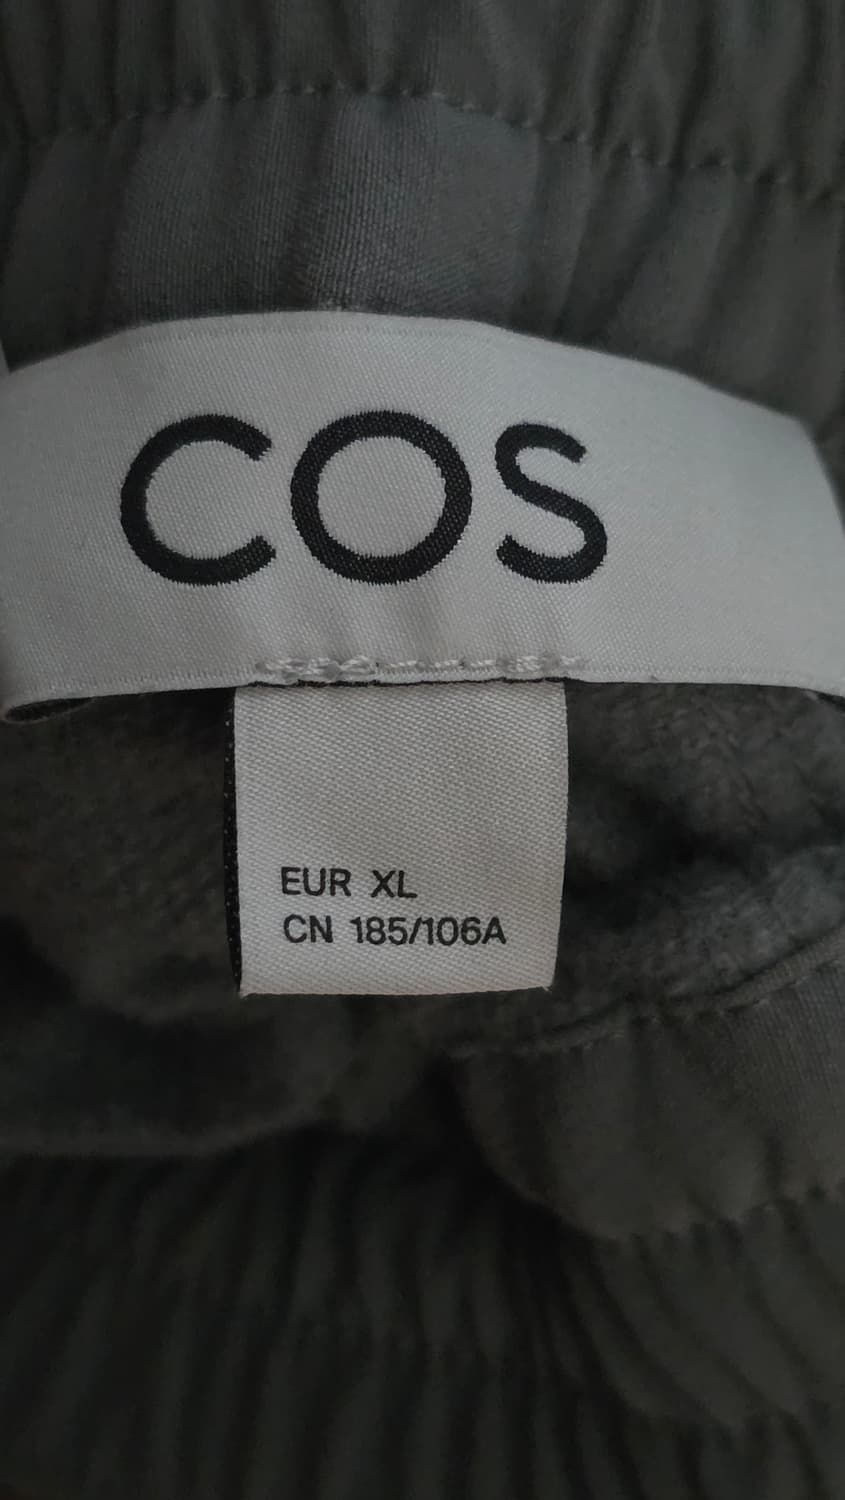 COS
EUR XL
CN 185/106A